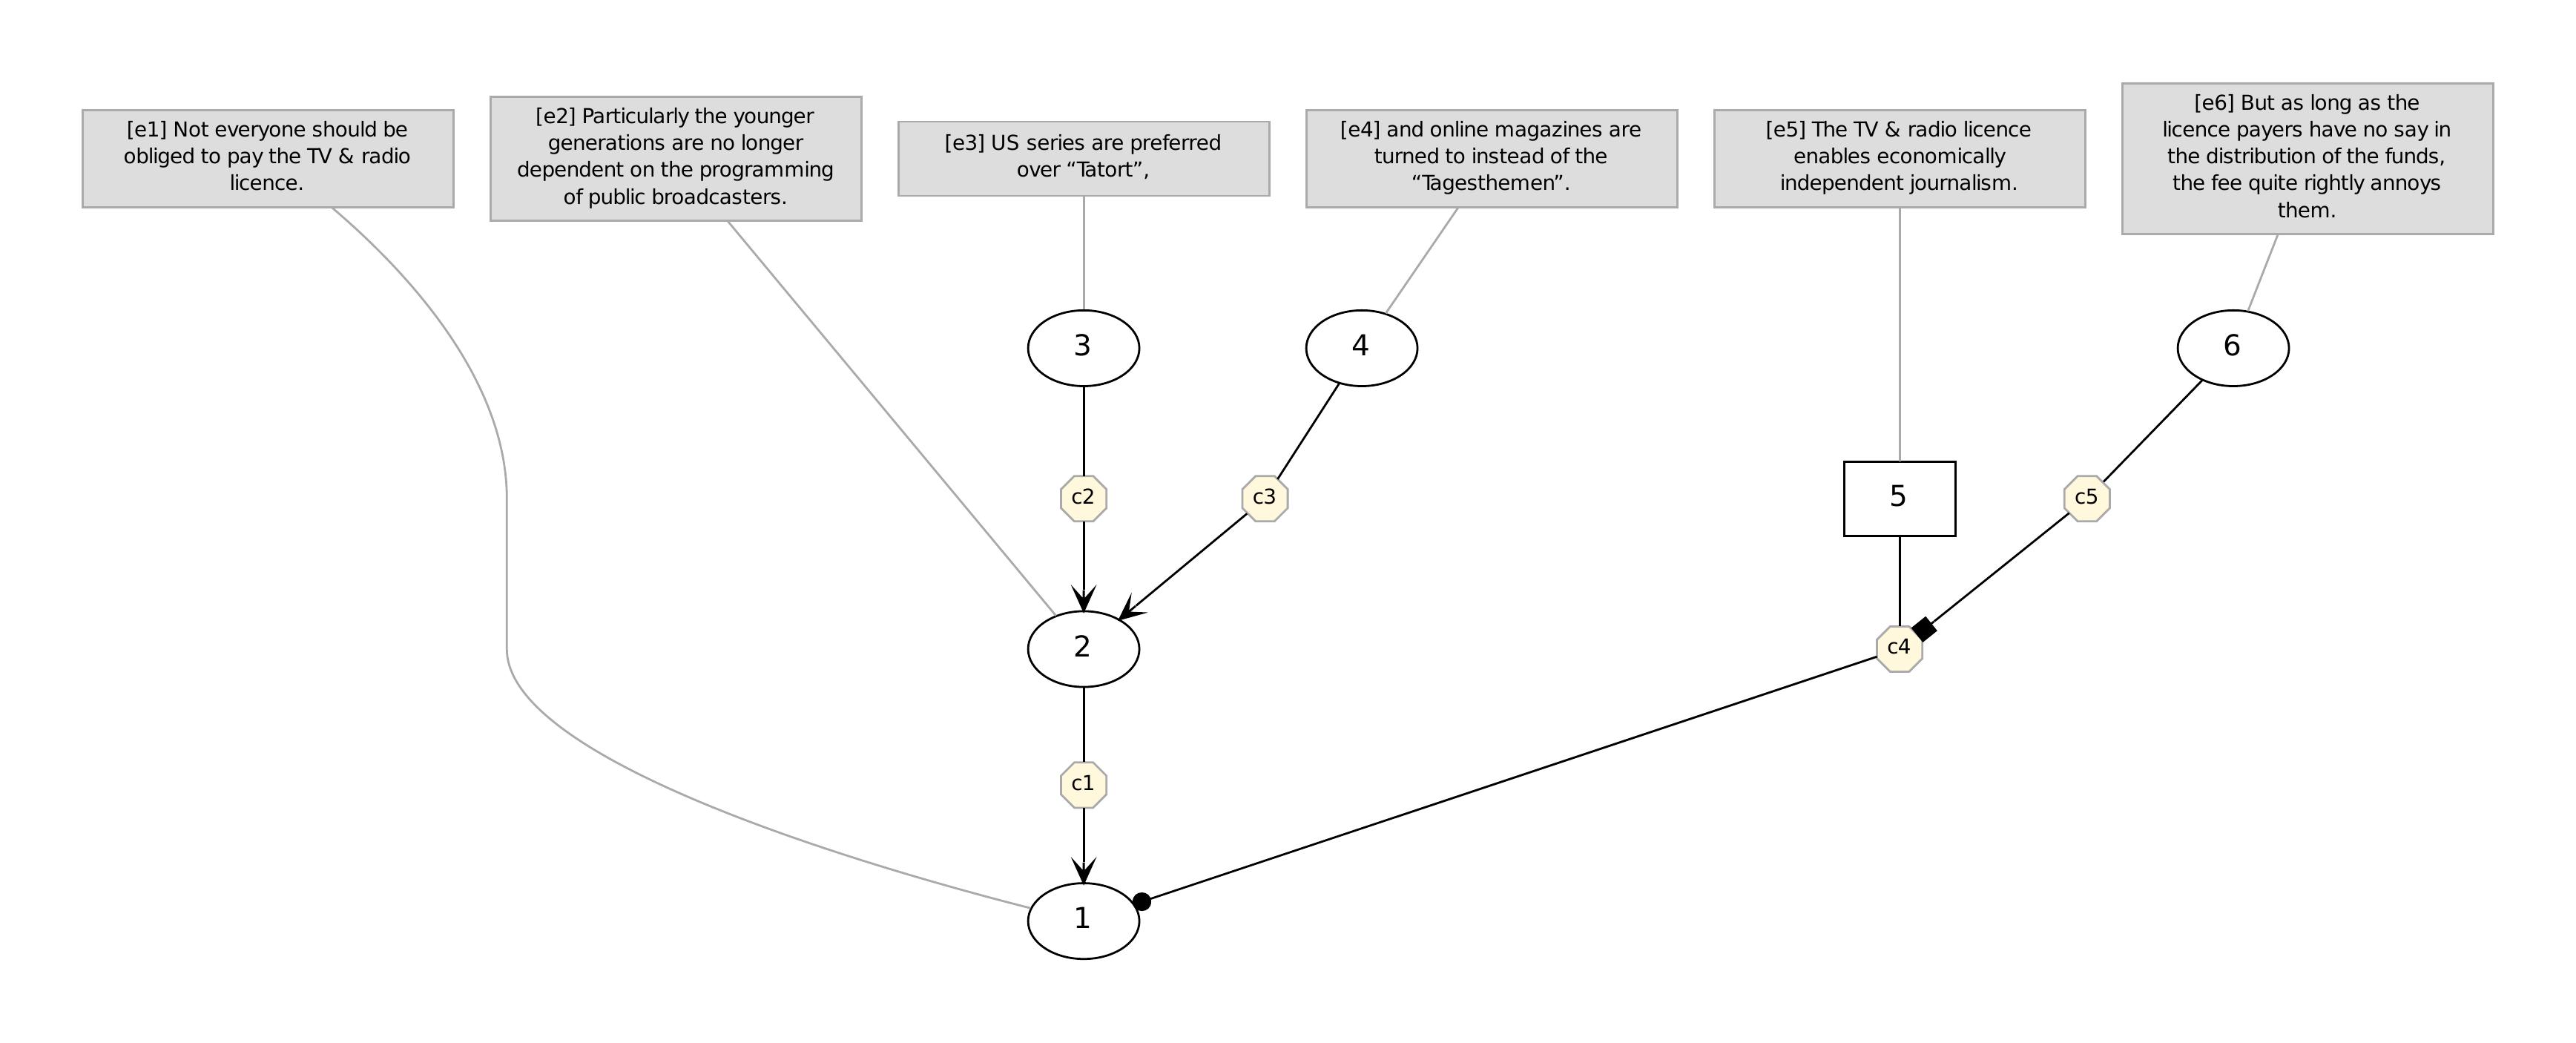 [e1] Not everyone should be
obliged to pay the TV & radio
licence.
[e2] Particularly the younger
generations are no longer
dependent on the programming
of public broadcasters.
[e3] US series are preferred
over “Tatort”,
[e4] and online magazines are
turned to instead of the
“Tagesthemen”.
[e5] The TV & radio licence
enables economically
independent journalism.
[e6] But as long as the
licence payers have no say in
the distribution of the funds,
the fee quite rightly annoys
them.
3
4
6
c2
c3
5
c5
2
c4
c1
1